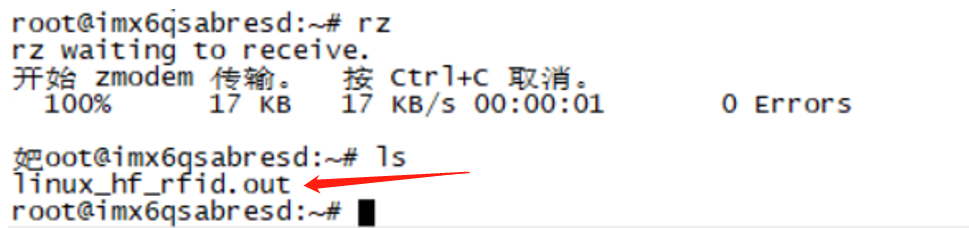 root@imx6qsabresd:~# rz
rz waiting to receive.
开始 zmodem 传输。 按 Ctrl+C 取消。
100% 17 KB 17 KB/s 00:00:01 0 Errors
妑oot@imx6qsabresd:~# ls
linux_hf_rfid.out
root@imx6qsabresd:~#